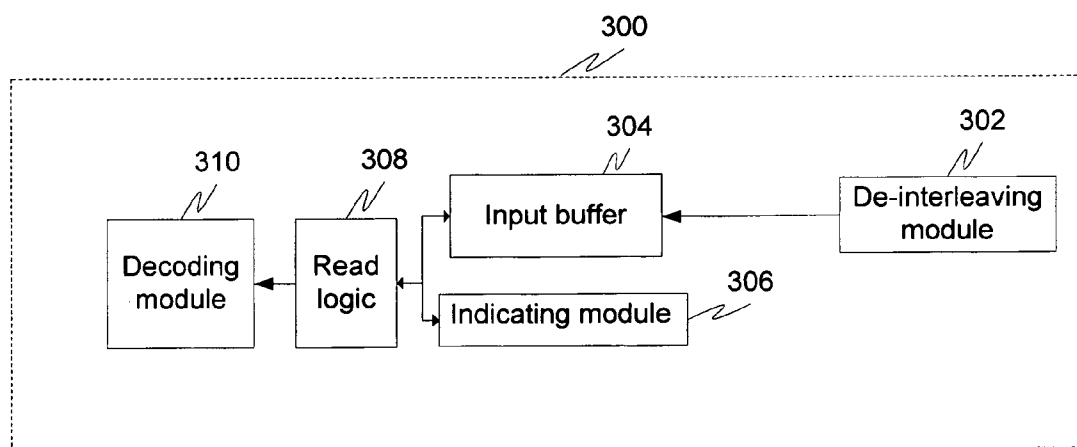 300
304
302
310
308
Input buffer
De-interleaving
module
Decoding
module
Read
logic
306
Indicating module